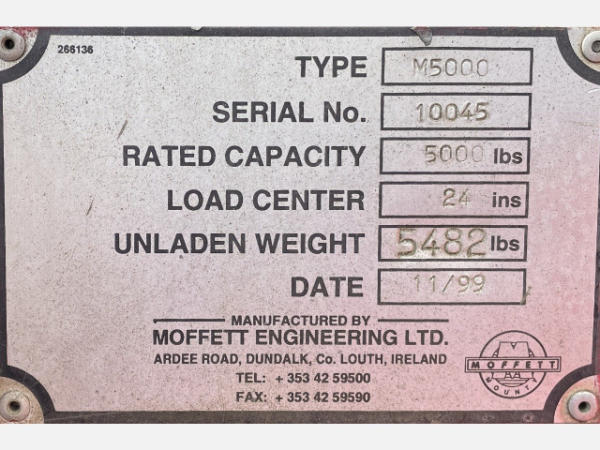 266136
TYPE M5000
SERIAL No. 10045
RATED CAPACITY 5000 lbs
LOAD CENTER 24 ins
UNLADEN WEIGHT 5482 lbs
DATE 11/99
MANUFACTURED BY
MOFFETT ENGINEERING LTD.
ARDEE ROAD, DUNDALK, Co. LOUTH, IRELAND
TEL: + 353 42 59500
FAX: + 353 42 59590
MOFFETT
MOUNTY